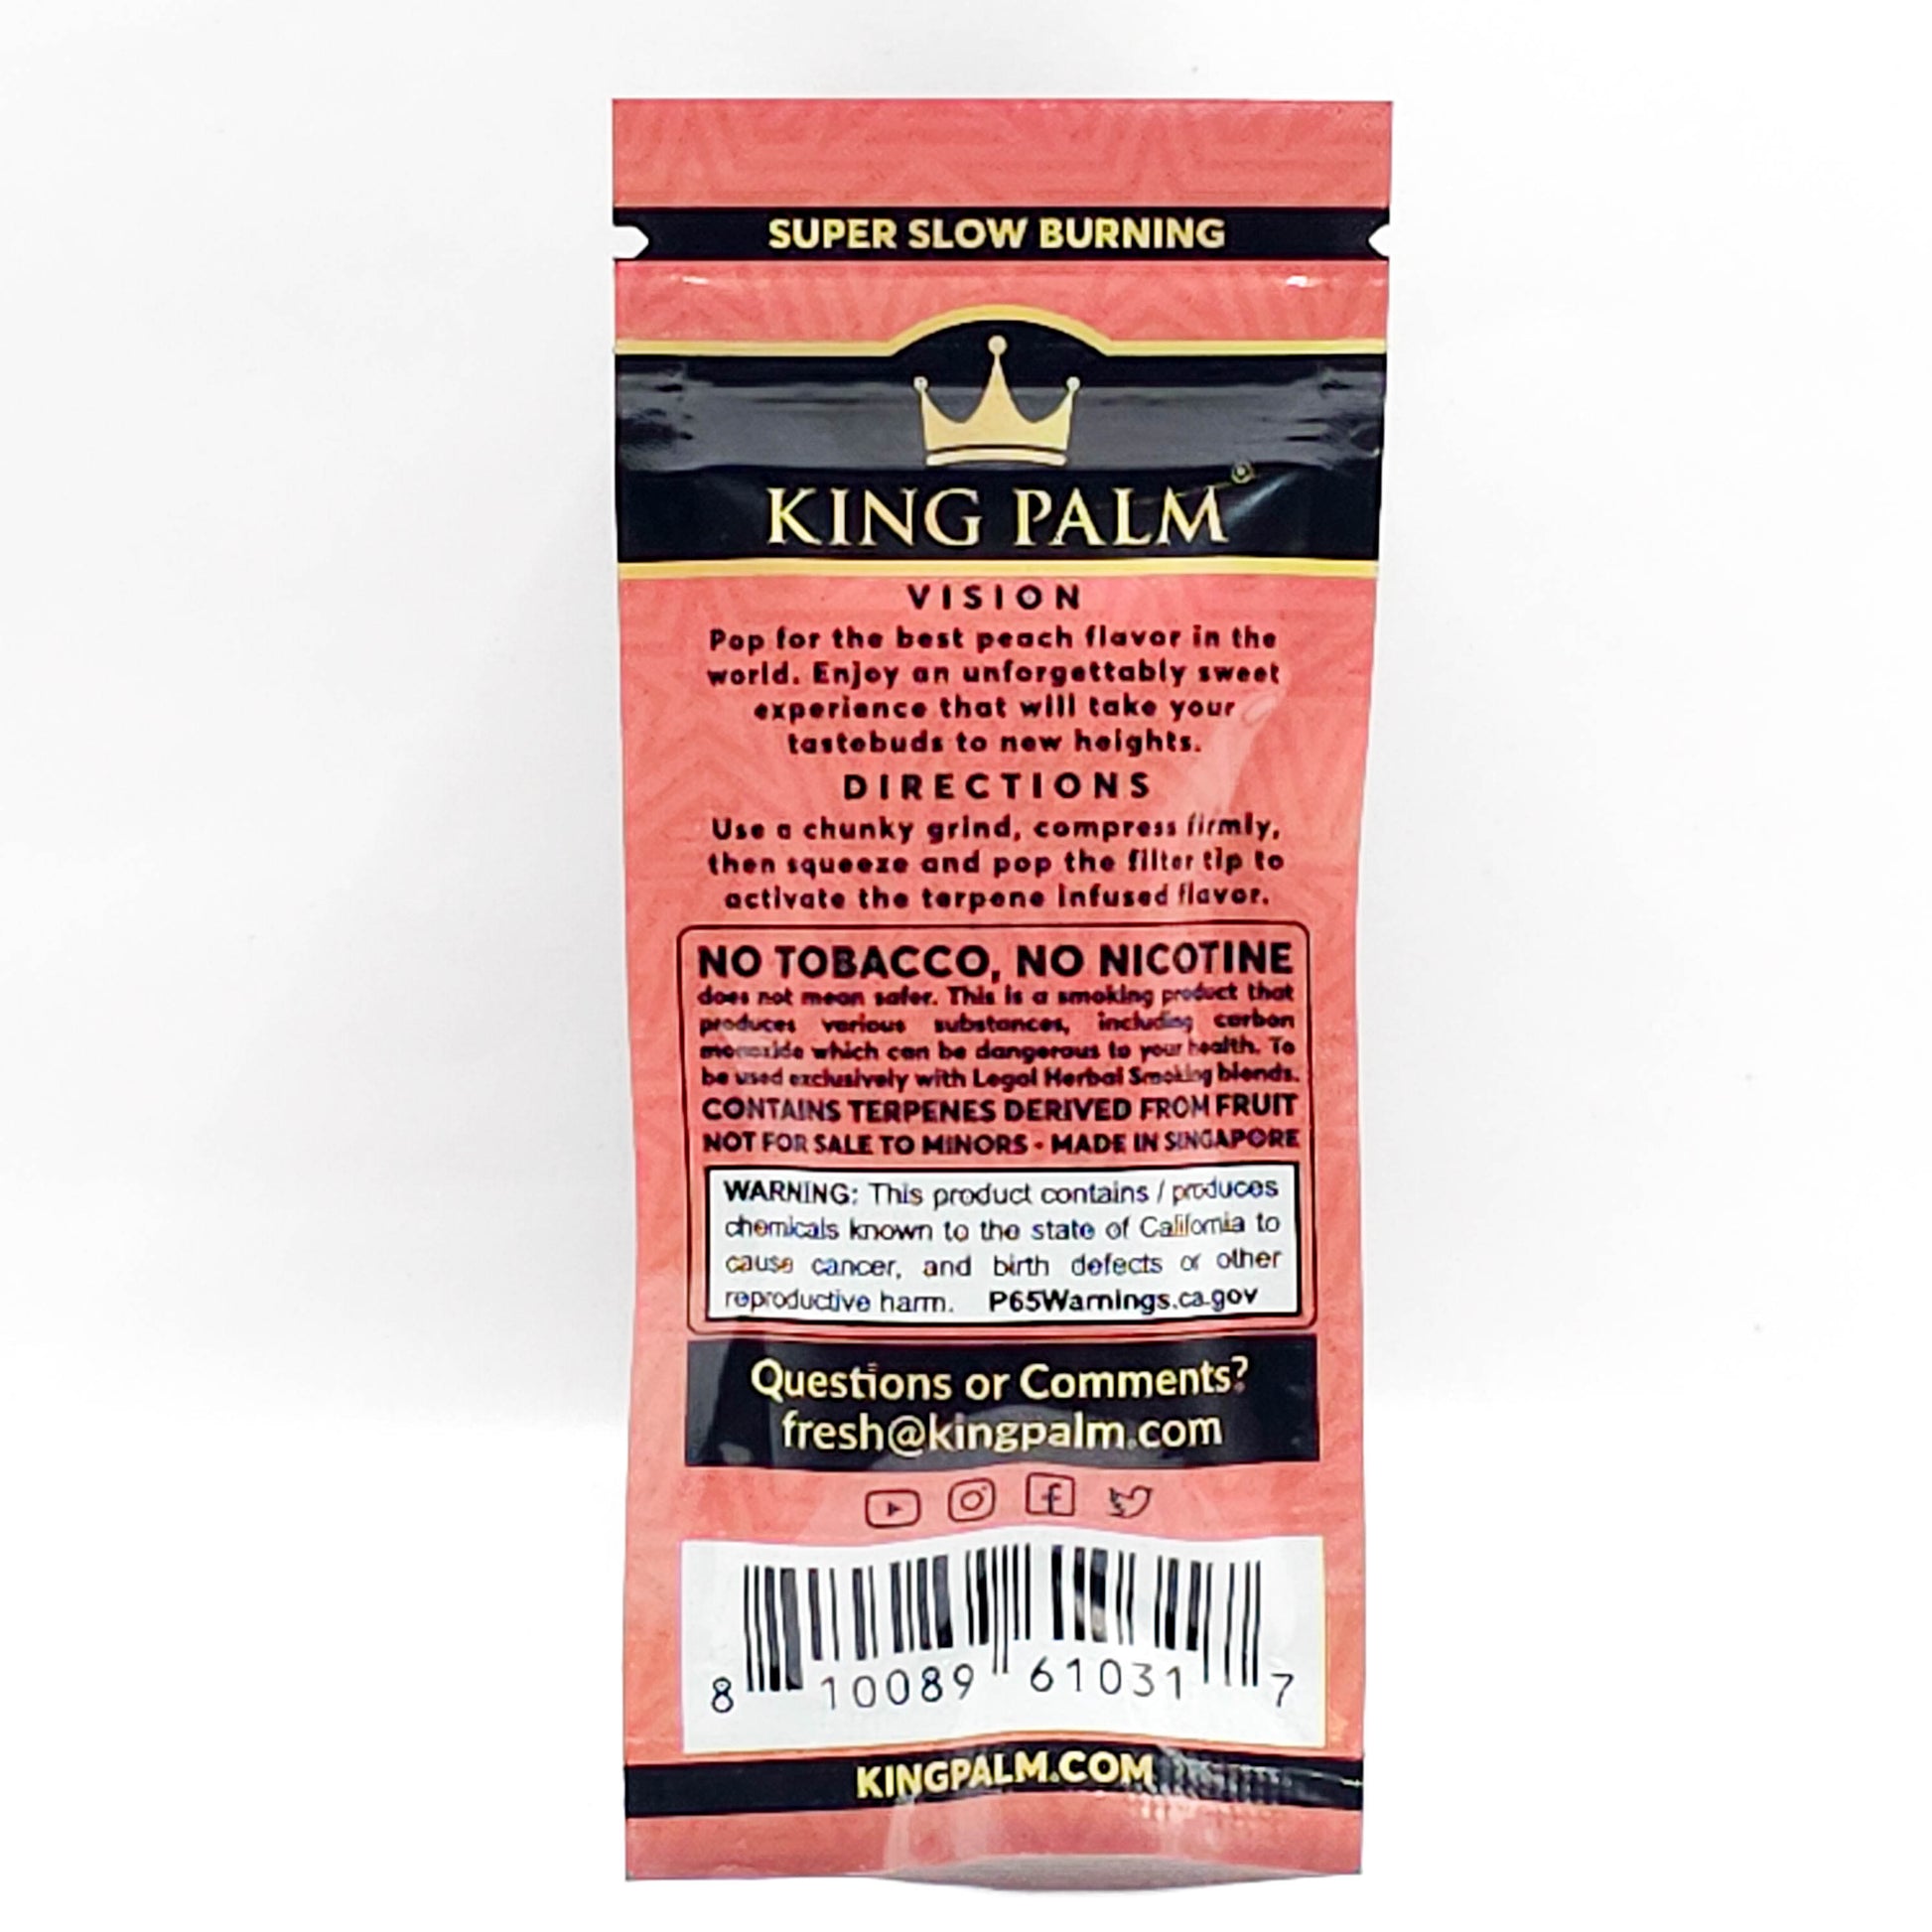 SUPER SLOW BURNING
KING PALM®
VISION
Pop for the best peach flavor in the
world. Enjoy an unforgettably sweet
experience that will take your
tastebuds to new heights.
DIRECTIONS
Use a chunky grind, compress firmly,
then squeeze and pop the filter tip to
activate the terpene infused flavor.
NO TOBACCO, NO NICOTINE
does not mean safer. This is a smoking product that
produces various substances, including carbon
monoxide which can be dangerous to your health. To
be used exclusively with Legal Herbal Smoking blends.
CONTAINS TERPENES DERIVED FROM FRUIT
NOT FOR SALE TO MINORS - MADE IN SINGAPORE
WARNING: This product contains / produces
chemicals known to the state of California to
cause cancer, and birth defects or other
reproductive harm. P65Warnings.ca.gov
Questions or Comments?
fresh@kingpalm.com
8 10089 61031 7
KINGPALM.COM